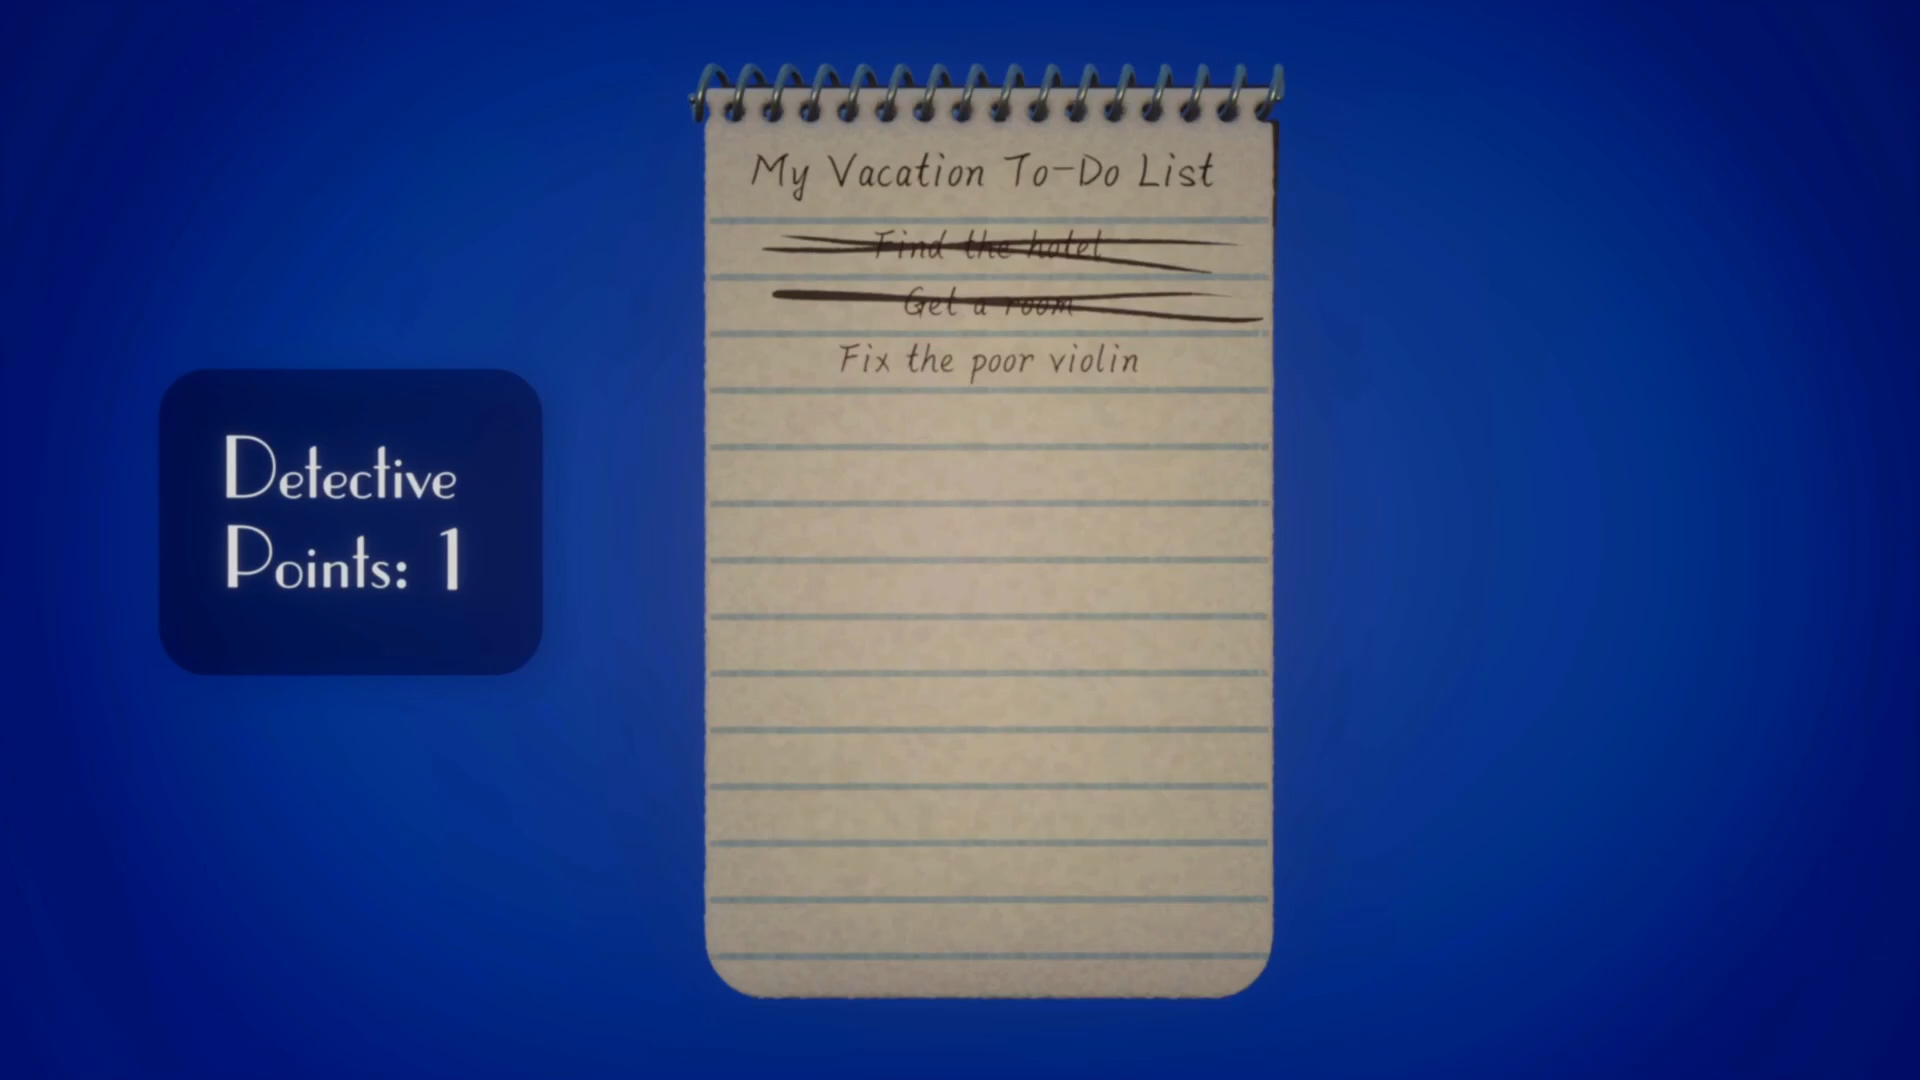 My Vacation To-Do List
Find the hotel
Get a room
Fix the poor violin
Detective
Points: 1